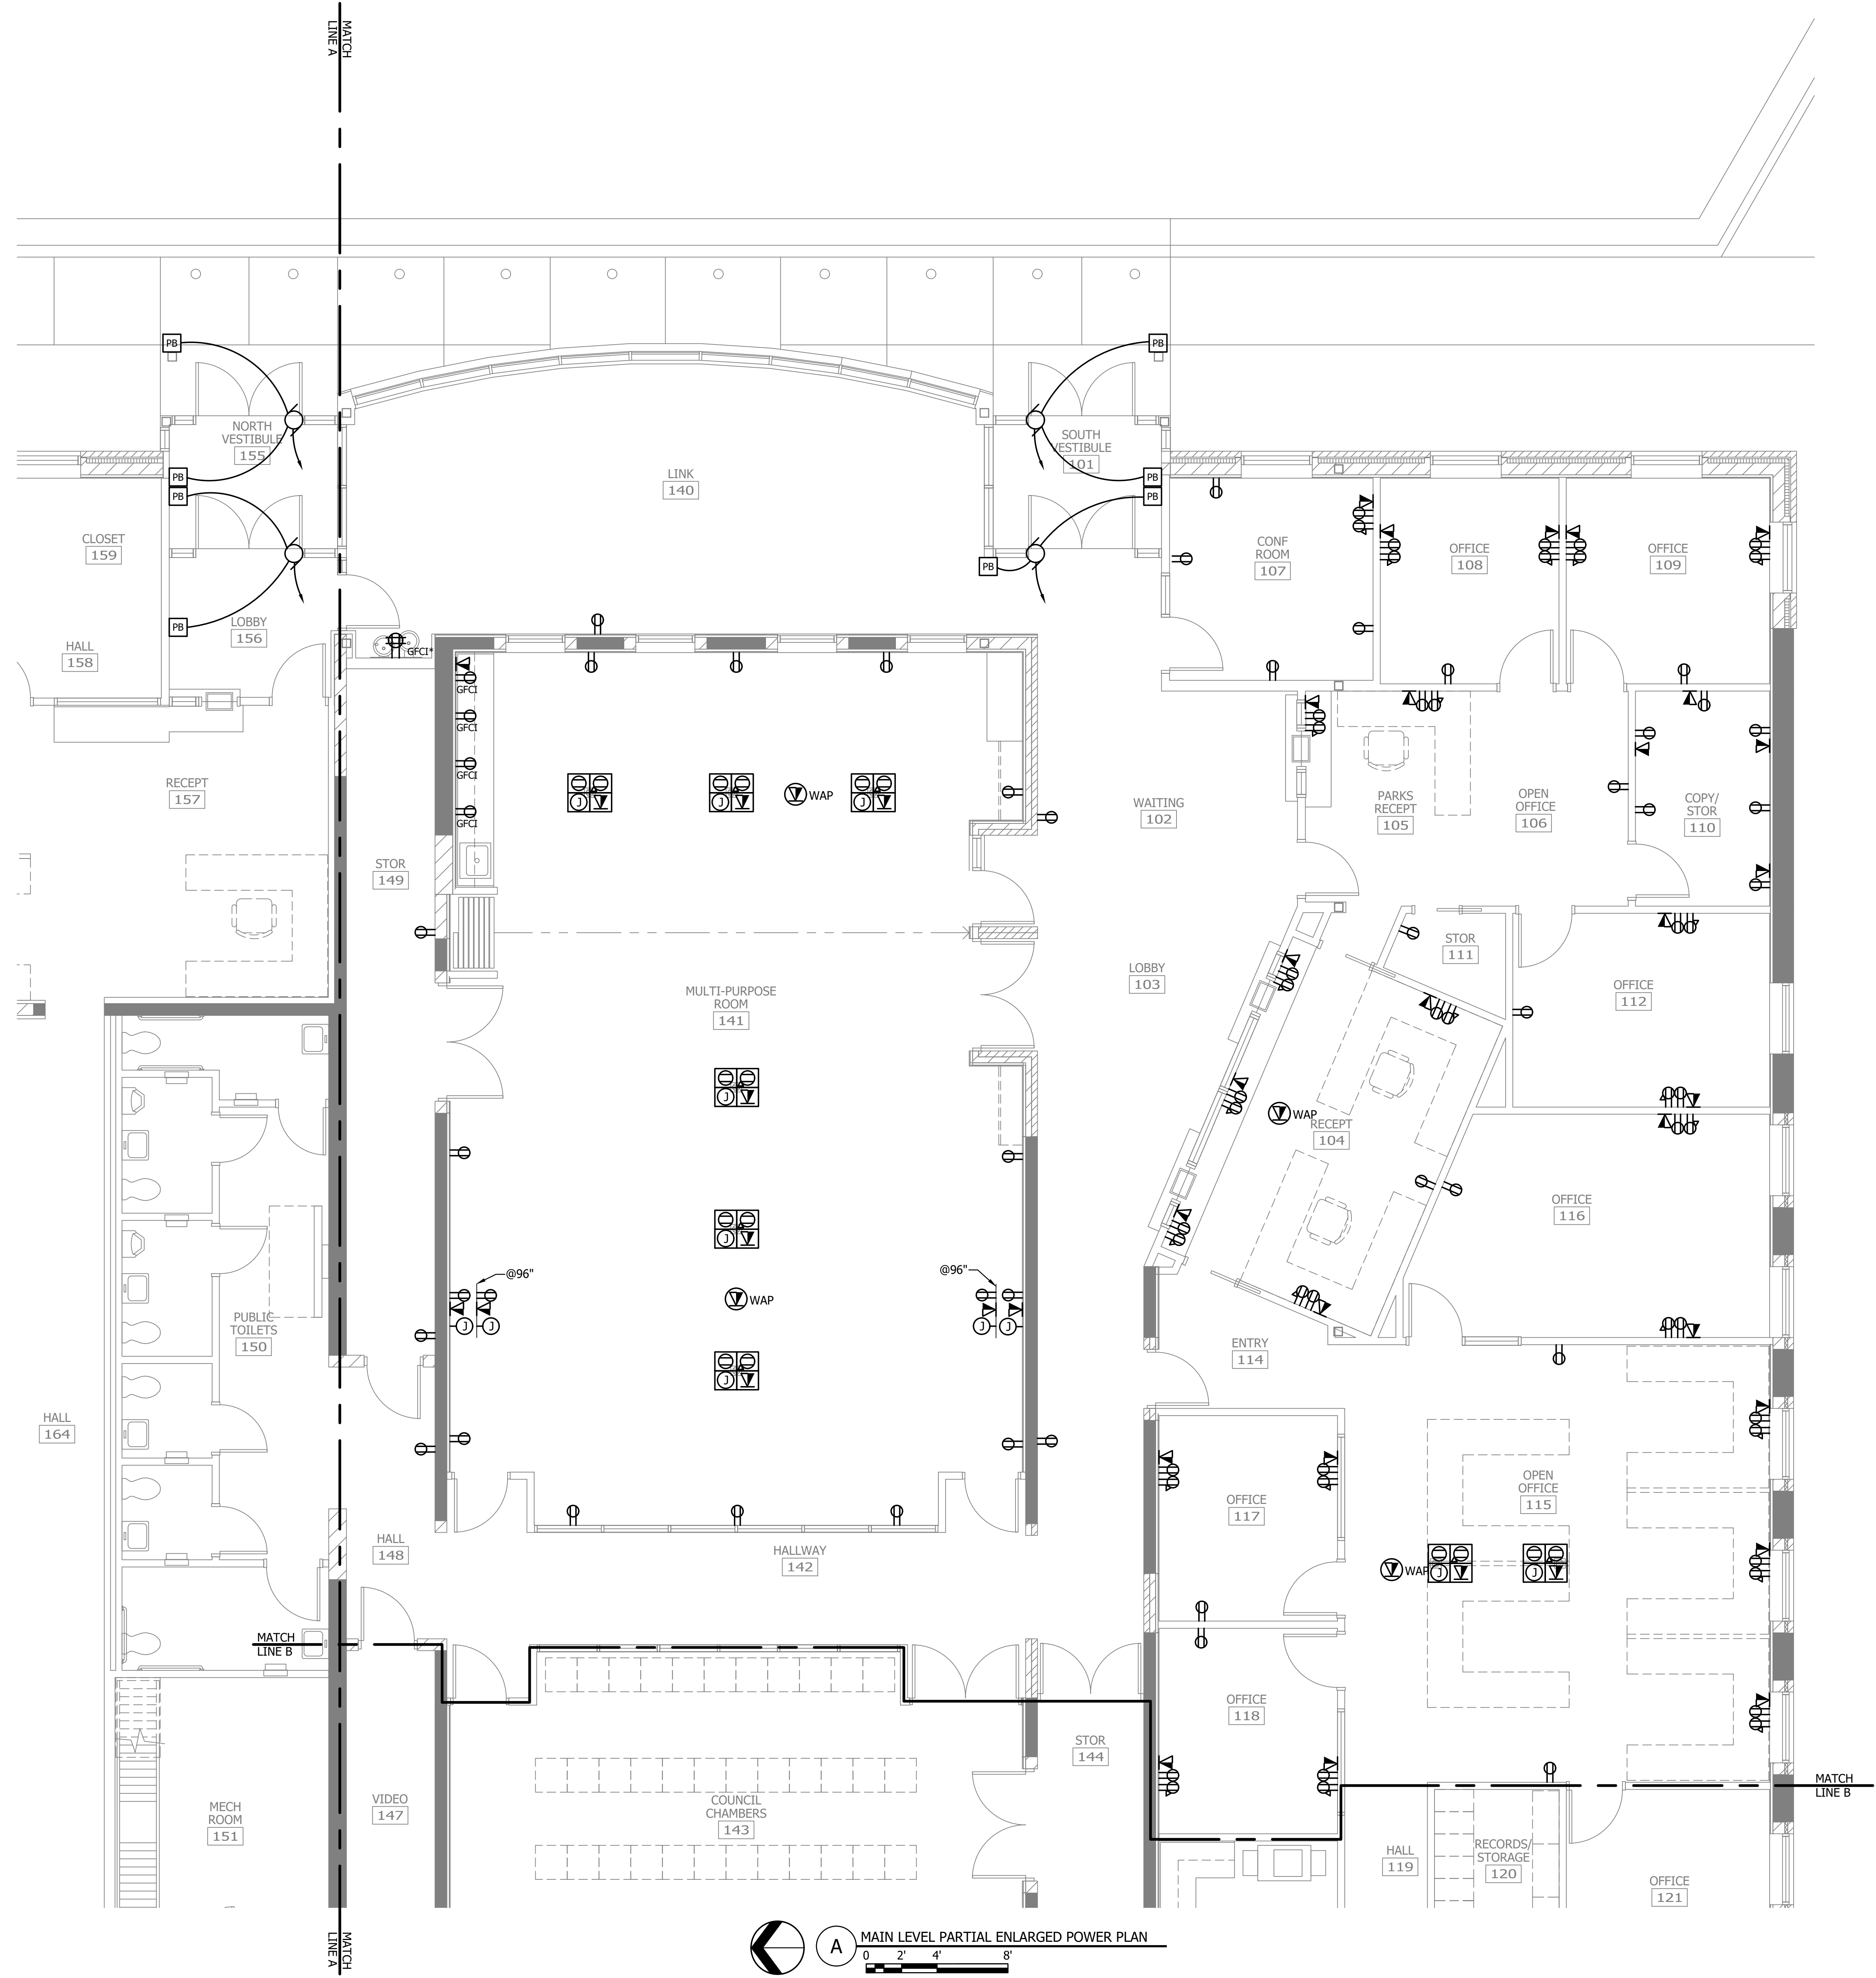 MATCH
LINE A
PB
PB
NORTH
VESTIBULE
155
SOUTH
VESTIBULE
101
LINK
140
PB
PB
PB
PB
CLOSET
159
CONF
ROOM
107
OFFICE
108
OFFICE
109
PB
PB
LOBBY
156
HALL
158
GFCI*
GFCI
GFCI
GFCI
GFCI
RECEPT
157
J
J
J
WAP
WAITING
102
PARKS
RECEPT
105
OPEN
OFFICE
106
COPY/
STOR
110
STOR
149
STOR
111
LOBBY
103
MULTI-PURPOSE
ROOM
141
OFFICE
112
J
WAP
RECEPT
104
OFFICE
116
J
@96"
@96"
WAP
J
J
J
J
PUBLIC
TOILETS
150
ENTRY
114
J
HALL
164
OPEN
OFFICE
115
OFFICE
117
HALL
148
HALLWAY
142
WAP
J
J
MATCH
LINE B
OFFICE
118
STOR
144
MATCH
LINE B
VIDEO
147
COUNCIL
CHAMBERS
143
MECH
ROOM
151
HALL
119
RECORDS/
STORAGE
120
OFFICE
121
MATCH
LINE A
A
MAIN LEVEL PARTIAL ENLARGED POWER PLAN
0 2' 4' 8'